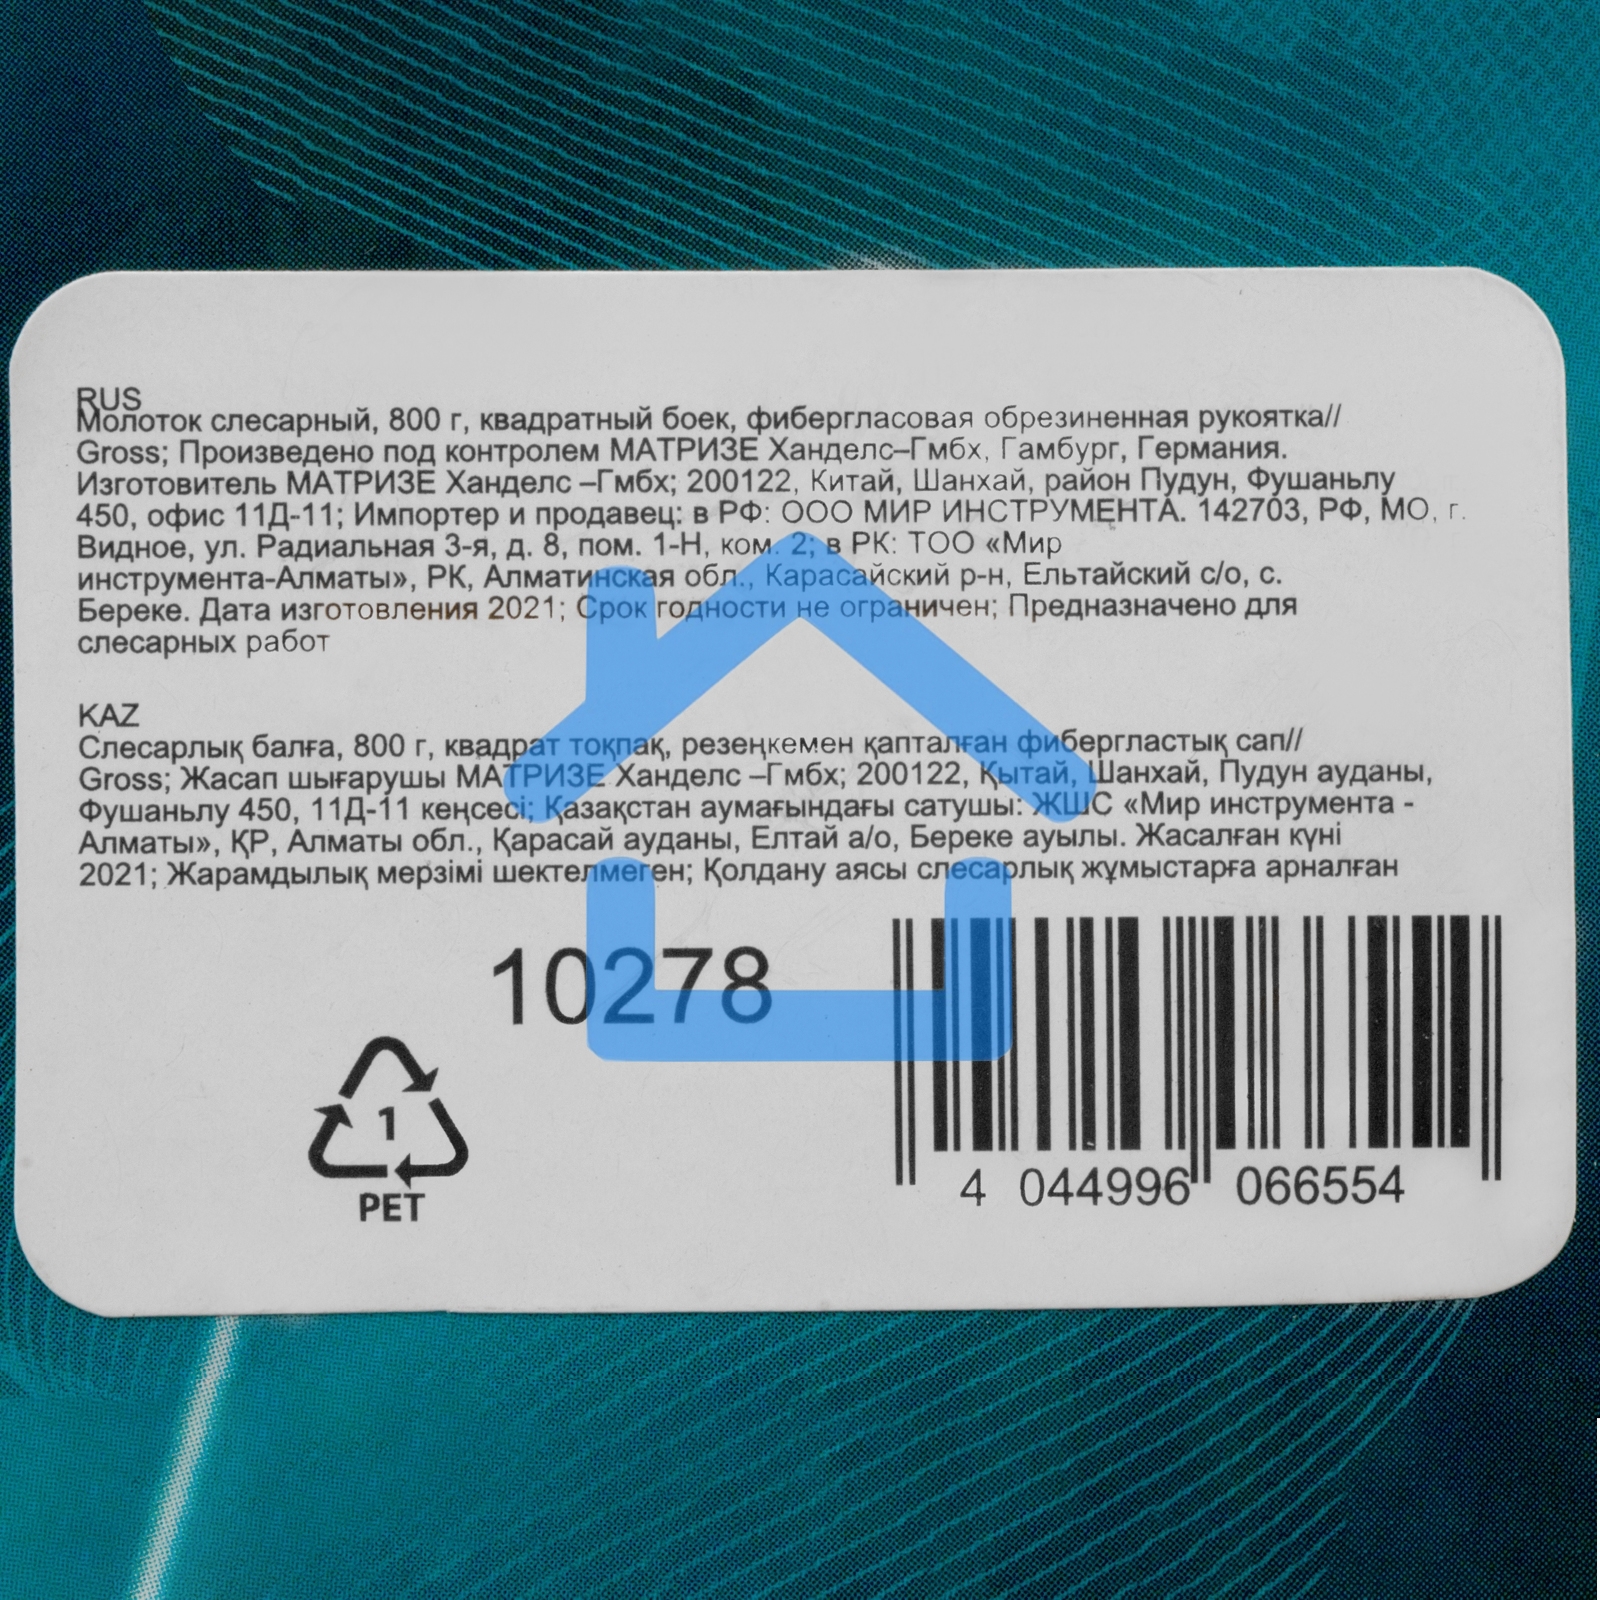 RUS
Молоток слесарный, 800 г, квадратный боек, фибергласовая обрезиненная рукоятка//
Gross; Произведено под контролем МАТРИЗЕ Ханделс–Гмбх, Гамбург, Германия.
Изготовитель МАТРИЗЕ Ханделс –Гмбх; 200122, Китай, Шанхай, район Пудун, Фушаньлу
450, офис 11Д-11; Импортер и продавец: в РФ: ООО МИР ИНСТРУМЕНТА. 142703, РФ, МО, г.
Видное, ул. Радиальная 3-я, д. 8, пом. 1-Н, ком. 2; в РК: ТОО «Мир
инструмента-Алматы», РК, Алматинская обл., Карасайский р-н, Ельтайский с/о, с.
Береке. Дата изготовления 2021; Срок годности не ограничен; Предназначено для
слесарных работ
KAZ
Слесарлық балға, 800 г, квадрат тоқпақ, резеңкемен қапталған фибергластық сап//
Gross; Жасап шығарушы МАТРИЗЕ Ханделс –Гмбх; 200122, Қытай, Шанхай, Пудун ауданы,
Фушаньлу 450, 11Д-11 кеңсесі; Қазақстан аумағындағы сатушы: ЖШС «Мир инструмента -
Алматы», ҚР, Алматы обл., Қарасай ауданы, Елтай а/о, Береке ауылы. Жасалған күні
2021; Жарамдылық мерзімі шектелмеген; Қолдану аясы слесарлық жұмыстарға арналған
10278
1
PET
4 044996 066554